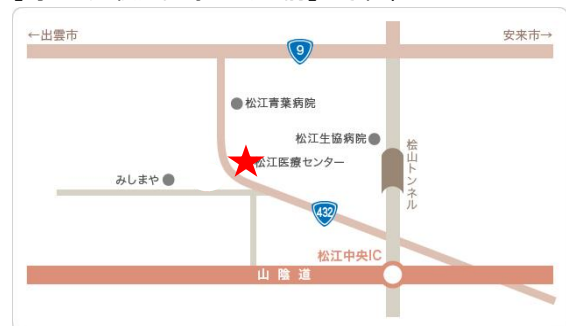 ←出雲市
安来市→
9
松江青葉病院
松江生協病院
桧山トンネル
松江医療センター
みしまや
432
松江中央IC
山陰道